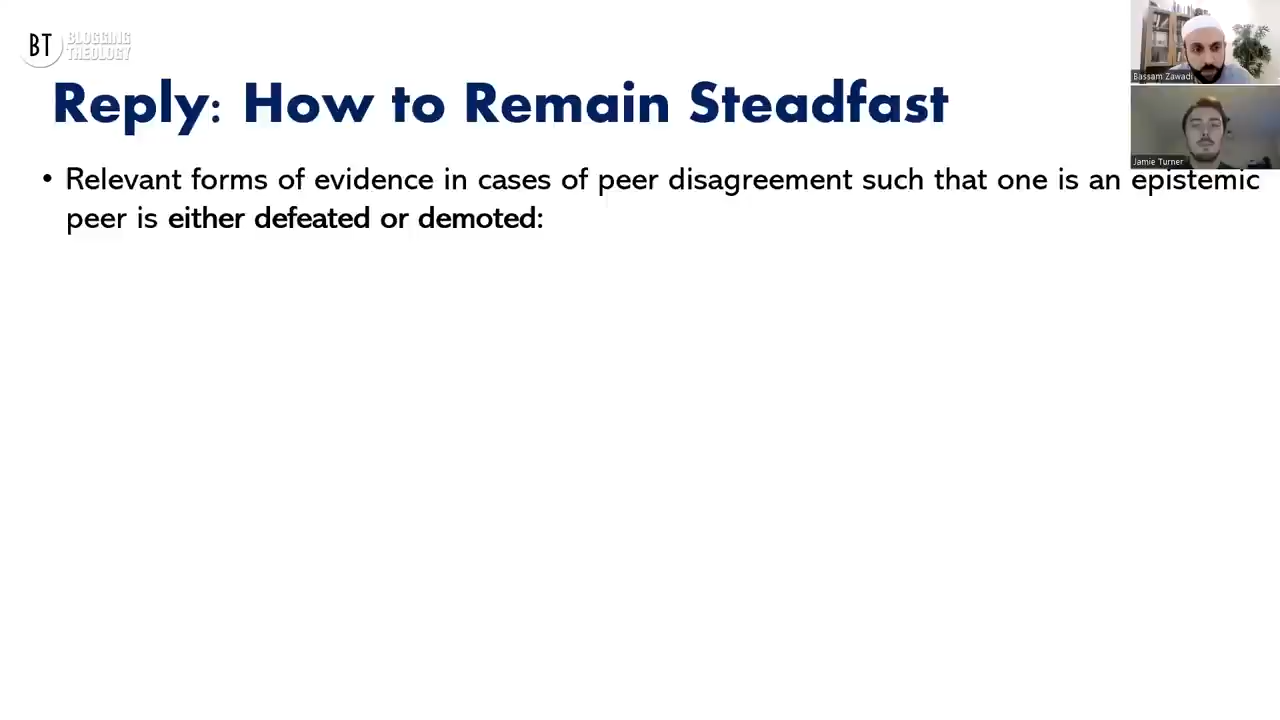 BT BLOGGING
THEOLOGY
Bassam Zawadi
Reply: How to Remain Steadfast
Jamie Turner
• Relevant forms of evidence in cases of peer disagreement such that one is an epistemic
peer is either defeated or demoted: